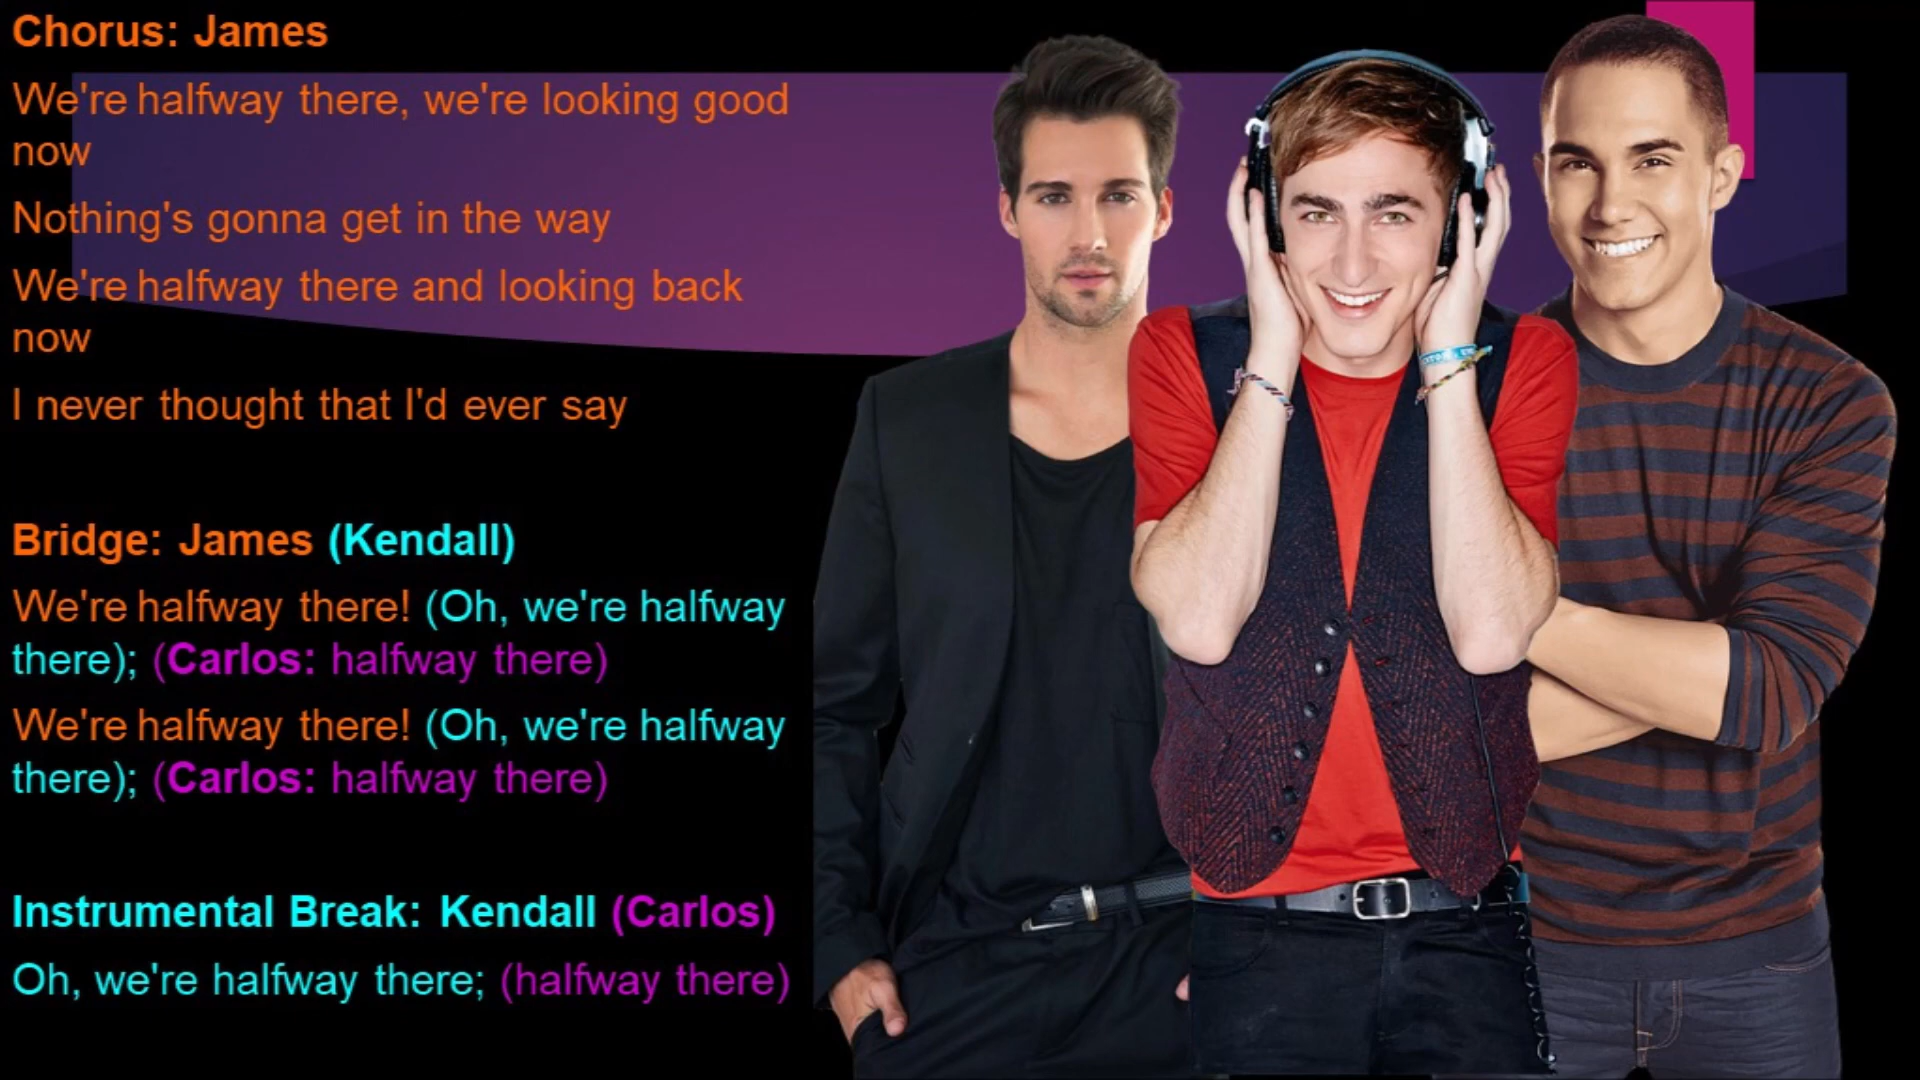 Chorus: James
We're halfway there, we're looking good
now
Nothing's gonna get in the way
We're halfway there and looking back
now
I never thought that I'd ever say
Bridge: James (Kendall)
We're halfway there! (Oh, we're halfway
there); (Carlos: halfway there)
We're halfway there! (Oh, we're halfway
there); (Carlos: halfway there)
Instrumental Break: Kendall (Carlos)
Oh, we're halfway there; (halfway there)